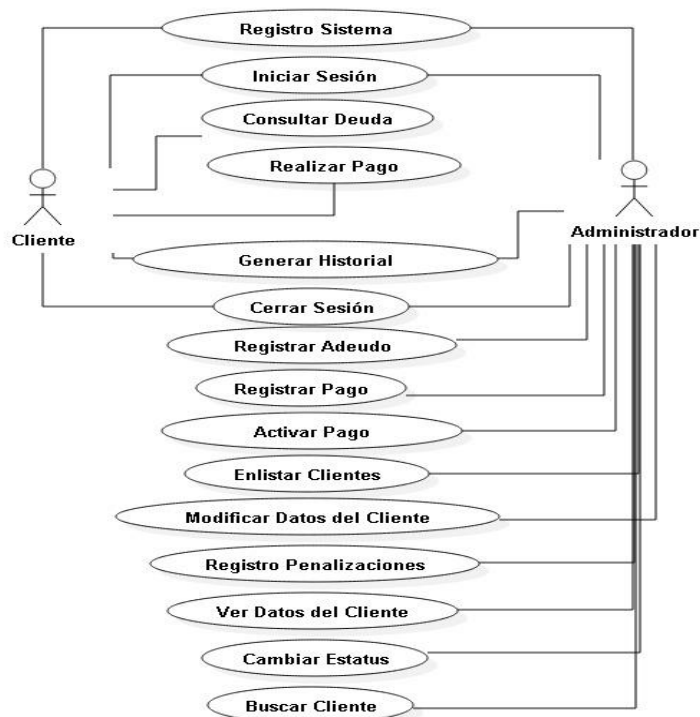 Registro Sistema
Iniciar Sesión
Consultar Deuda
Realizar Pago
Cliente
Administrador
Generar Historial
Cerrar Sesión
Registrar Adeudo
Registrar Pago
Activar Pago
Enlistar Clientes
Modificar Datos del Cliente
Registro Penalizaciones
Ver Datos del Cliente
Cambiar Estatus
Buscar Cliente